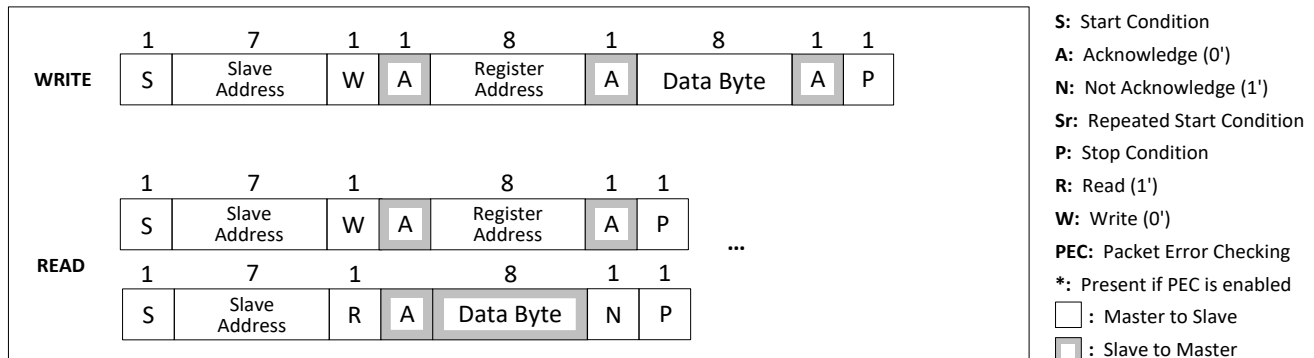 1 7 1 1 8 1 8 1 1
WRITE S Slave Address W A Register Address A Data Byte A P
1 7 1 8 1 1
S Slave Address W A Register Address A P ...
READ
1 7 1 8 1 1
S Slave Address R A Data Byte N P
S: Start Condition
A: Acknowledge (0')
N: Not Acknowledge (1')
Sr: Repeated Start Condition
P: Stop Condition
R: Read (1')
W: Write (0')
PEC: Packet Error Checking
*: Present if PEC is enabled
: Master to Slave
: Slave to Master